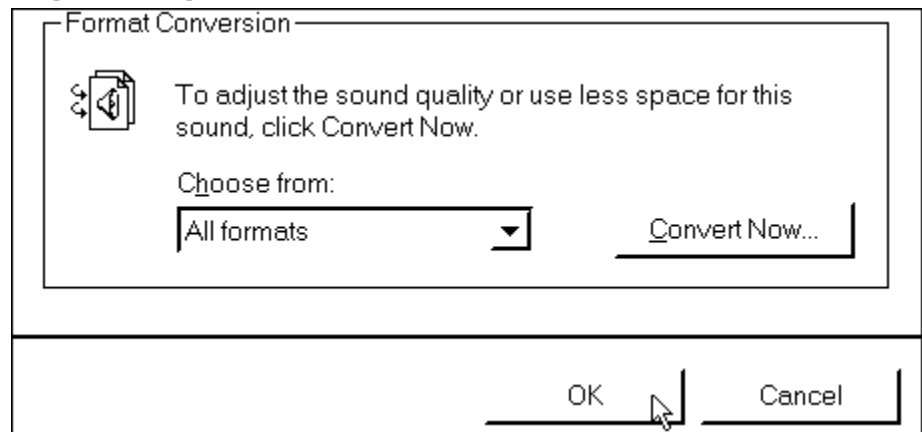 Format Conversion
To adjust the sound quality or use less space for this
sound, click Convert Now.
Choose from:
All formats
Convert Now...
OK
Cancel